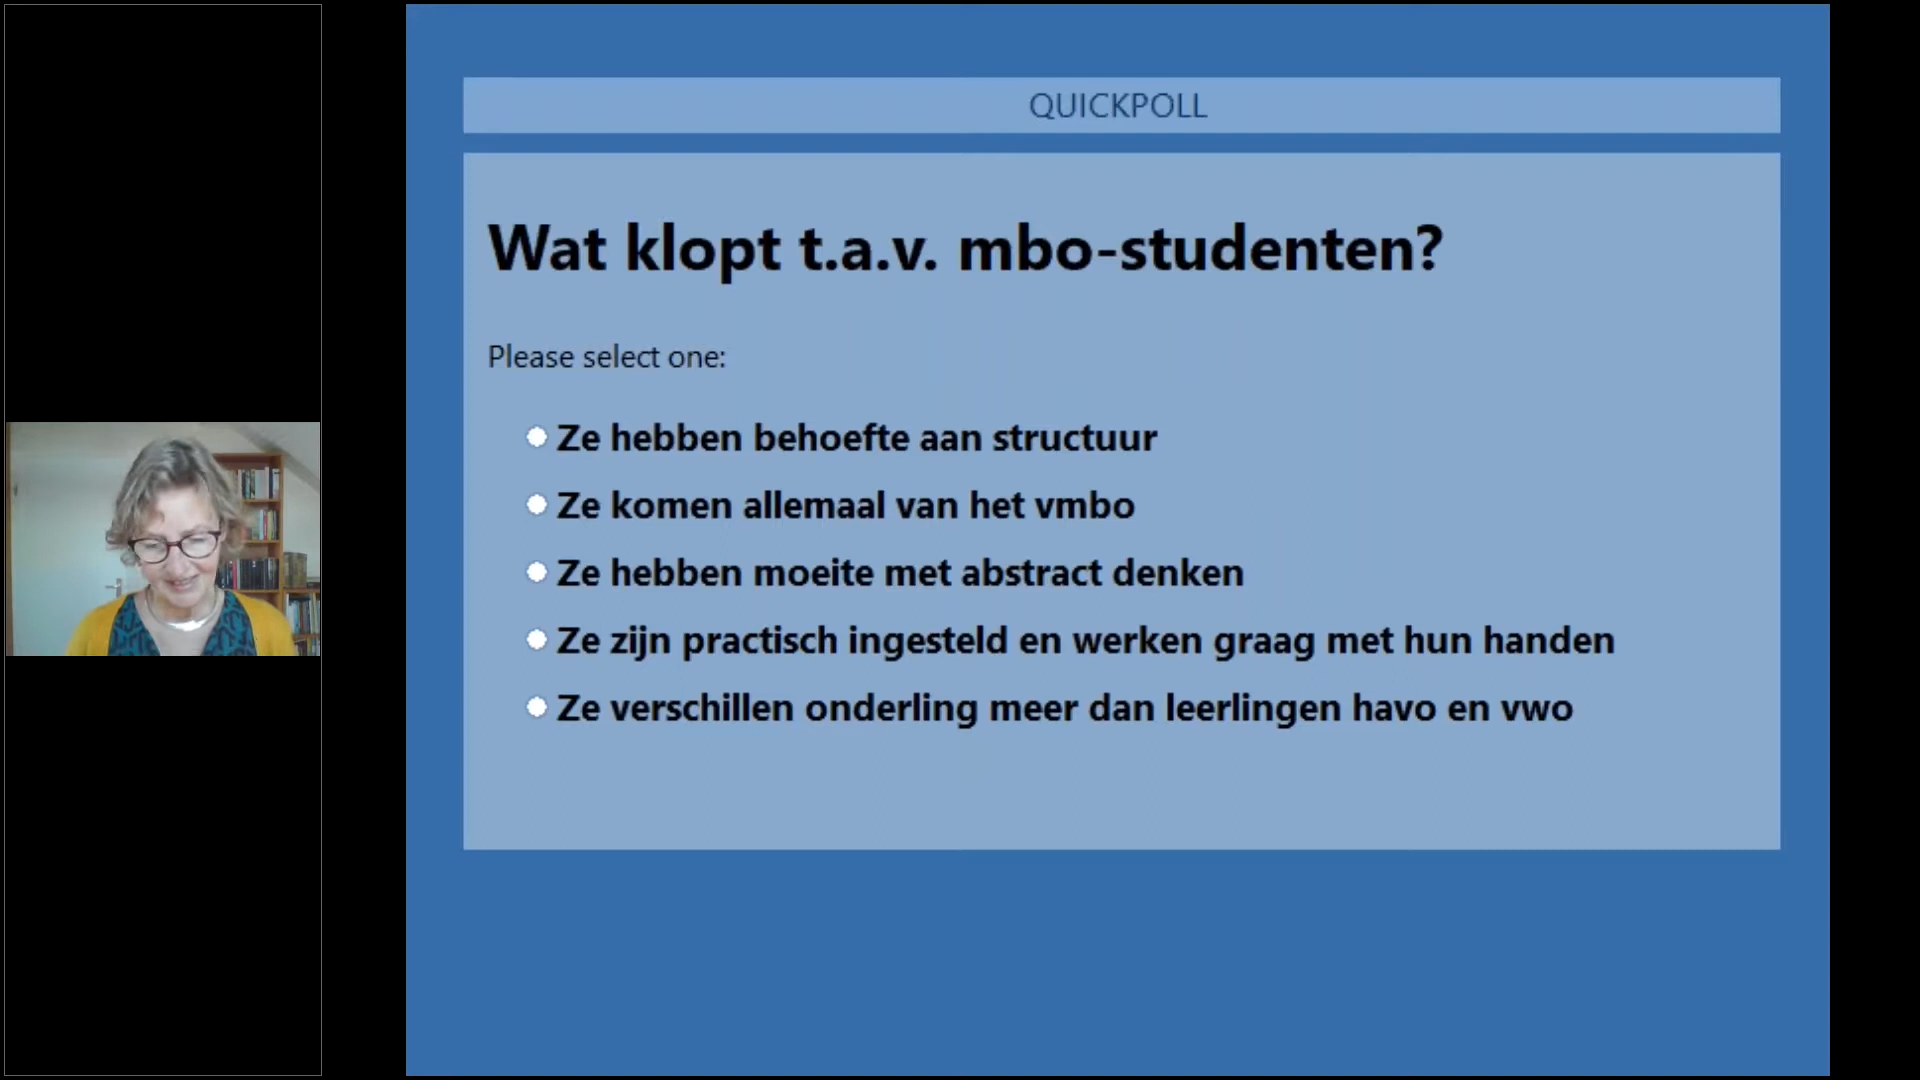 QUICKPOLL
Wat klopt t.a.v. mbo-studenten?
Please select one:
Ze hebben behoefte aan structuur
Ze komen allemaal van het vmbo
Ze hebben moeite met abstract denken
Ze zijn practisch ingesteld en werken graag met hun handen
Ze verschillen onderling meer dan leerlingen havo en vwo